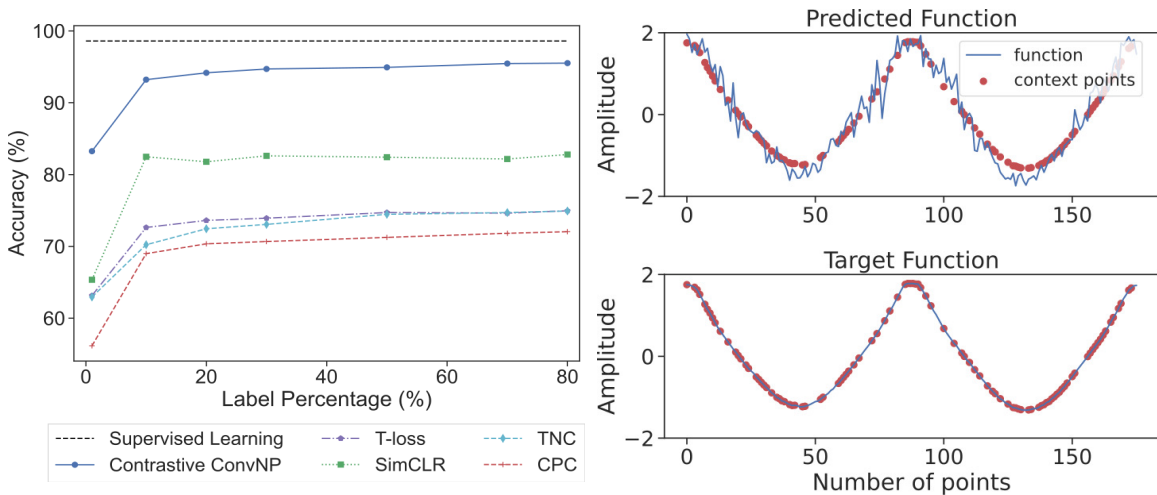 100
90
80
70
60
Accuracy (%)
0 20 40 60 80
Label Percentage (%)
Supervised Learning
Contrastive ConvNP
T-loss
SimCLR
TNC
CPC
Predicted Function
function
context points
Amplitude
2
0
−2
0 50 100 150
Target Function
Amplitude
2
0
−2
0 50 100 150
Number of points